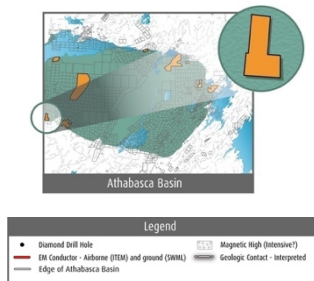 Athabasca Basin
Legend
Diamond Drill Hole
Magnetic High (Intensive?)
EM Conductor - Airborne (ITEM) and ground (SWML)
Geologic Contact - Interpreted
Edge of Athabasca Basin